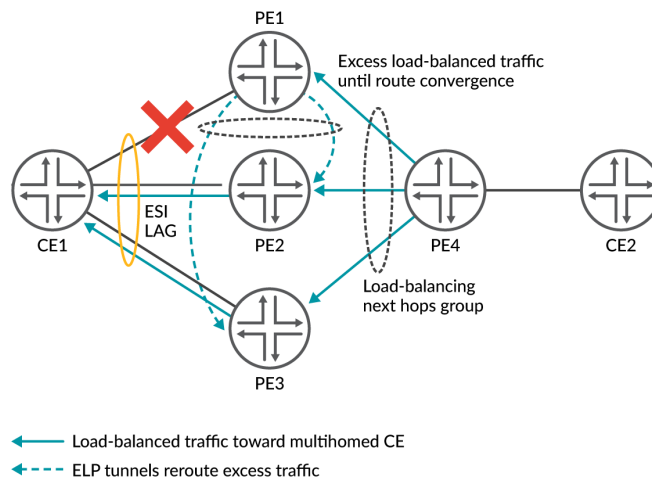 PE1
Excess load-balanced traffic
until route convergence
ESI
LAG
CE1
PE2
PE4
CE2
Load-balancing
next hops group
PE3
Load-balanced traffic toward multihomed CE
ELP tunnels reroute excess traffic